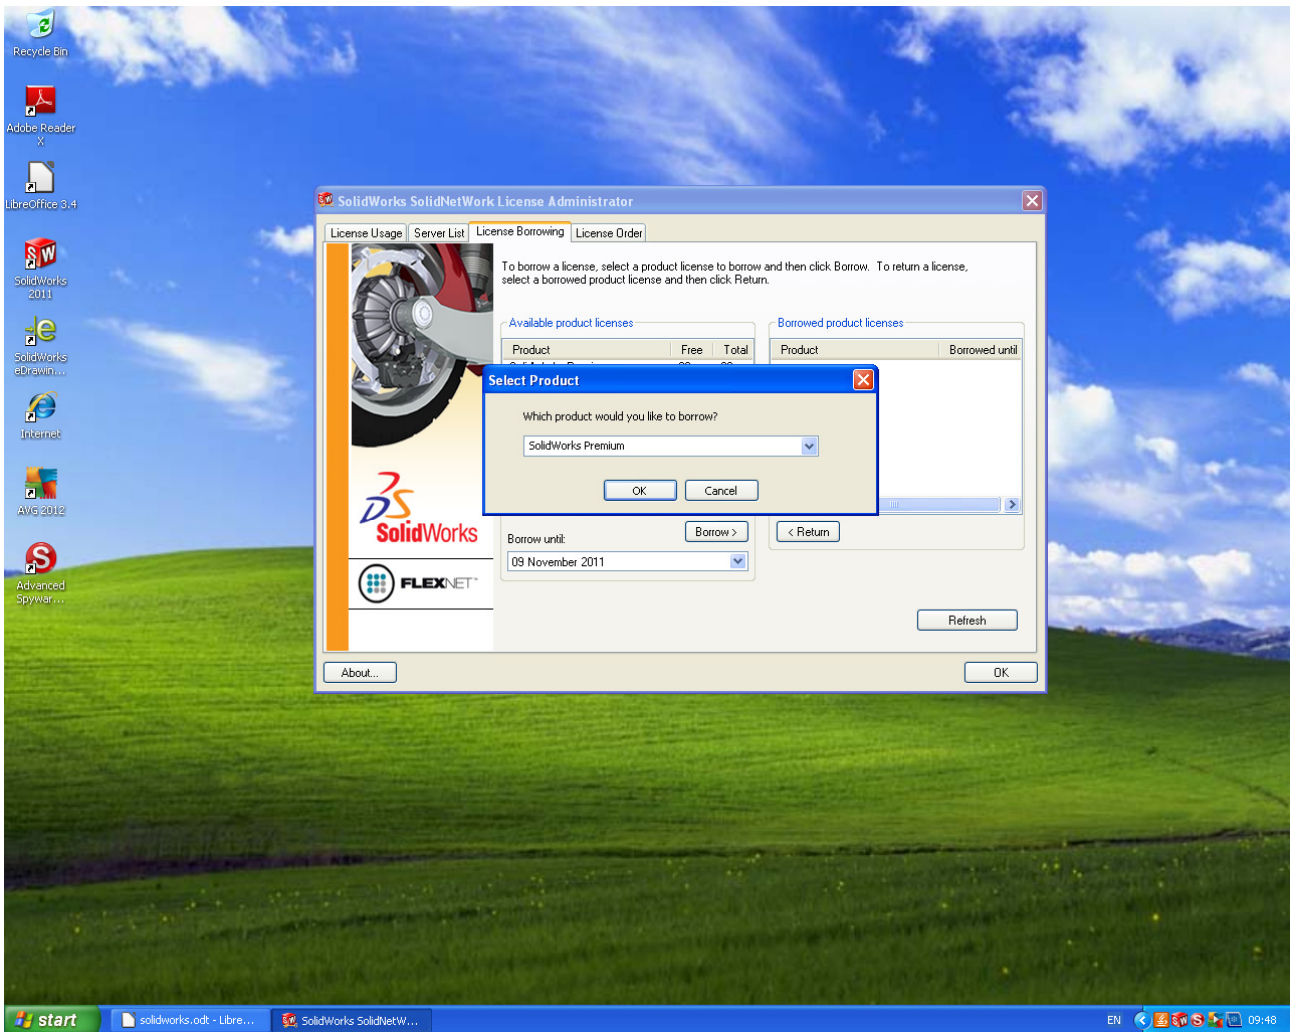 Recycle Bin
Adobe Reader
X
LibreOffice 3.4
SolidWorks
2011
SolidWorks
eDrawin...
Internet
AVG 2012
Advanced
Spywar...
SolidWorks SolidNetWork License Administrator
License Usage Server List License Borrowing License Order
To borrow a license, select a product license to borrow and then click Borrow. To return a license,
select a borrowed product license and then click Return.
Available product licenses
Product Free Total
Borrowed product licenses
Product Borrowed until
Select Product
Which product would you like to borrow?
SolidWorks Premium
OK Cancel
Borrow until:
Borrow >
09 November 2011
< Return
SolidWorks
FLEXNET
Refresh
About...
OK
start
solidworks.odt - Libre...
SolidWorks SolidNetW...
EN
09:48